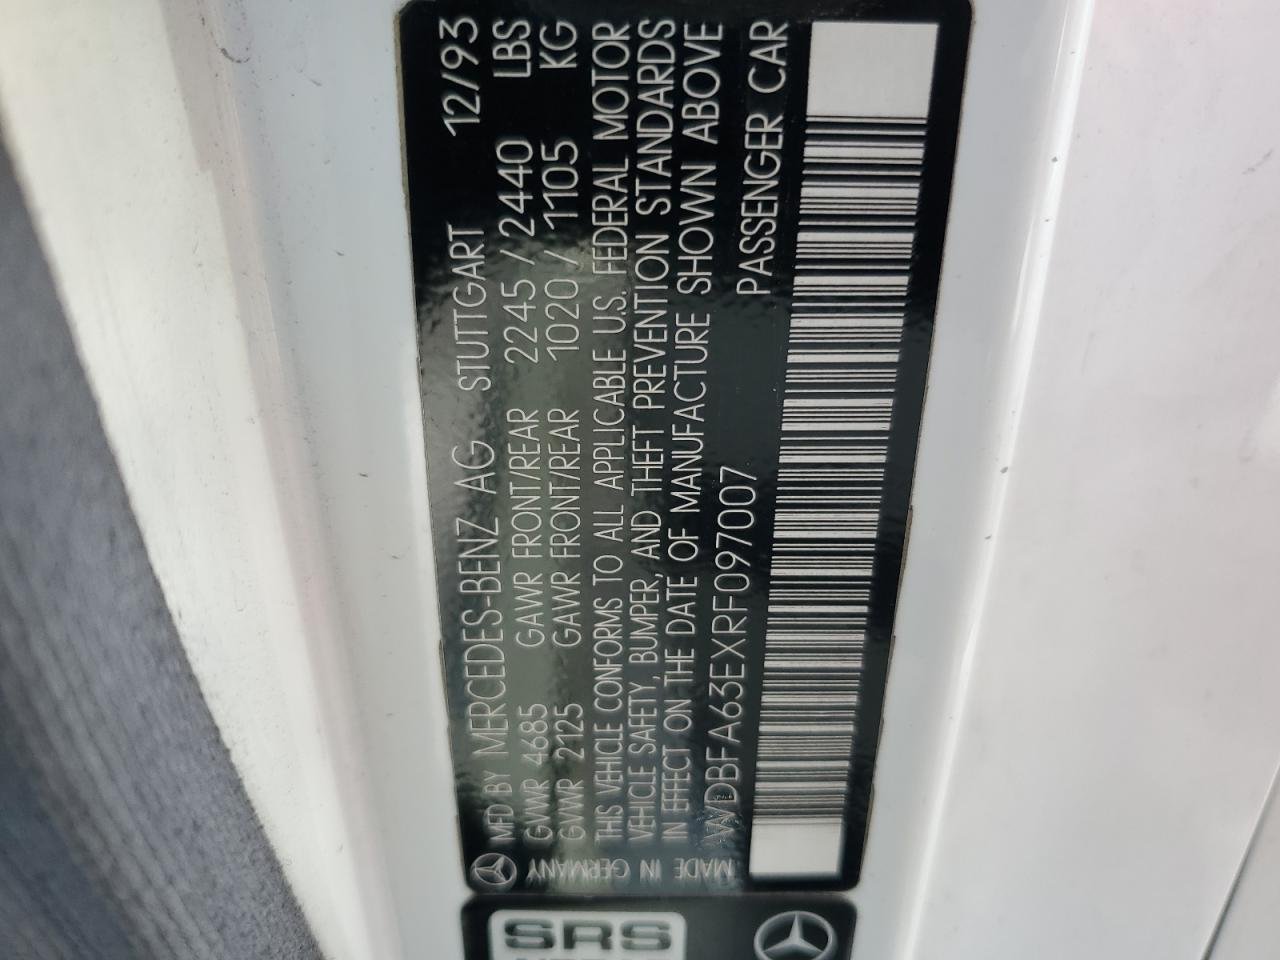 MFD BY MERCEDES-BENZ AG STUTTGART 12/93
GWWR 4685 GAWR FRONT/REAR 2245 / 2440 LBS
GVWR 2125 GAWR FRONT/REAR 1020 / 1105 KG
THIS VEHICLE CONFORMS TO ALL APPLICABLE U.S. FEDERAL MOTOR
VEHICLE SAFETY, BUMPER, AND THEFT PREVENTION STANDARDS
IN EFFECT ON THE DATE OF MANUFACTURE SHOWN ABOVE
WDBFA63EXRF097007 PASSENGER CAR
MADE IN GERMANY
SRS